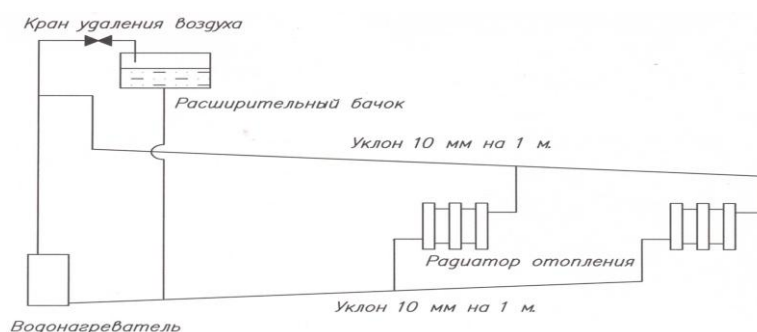 Кран удаления воздуха
Расширительный бачок
Уклон 10 мм на 1 м.
Радиатор отопления
Уклон 10 мм на 1 м.
Водонагреватель